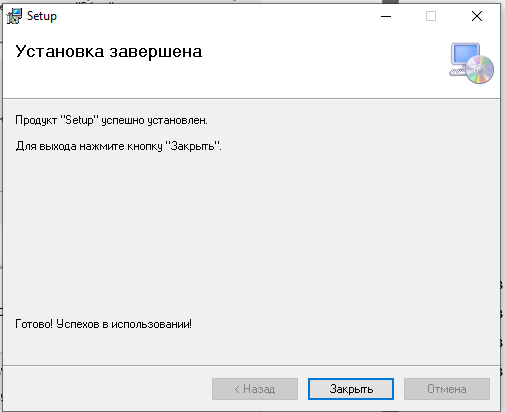 Setup
Установка завершена
Продукт "Setup" успешно установлен.
Для выхода нажмите кнопку "Закрыть".
Готово! Успехов в использовании!
< Назад
Закрыть
Отмена